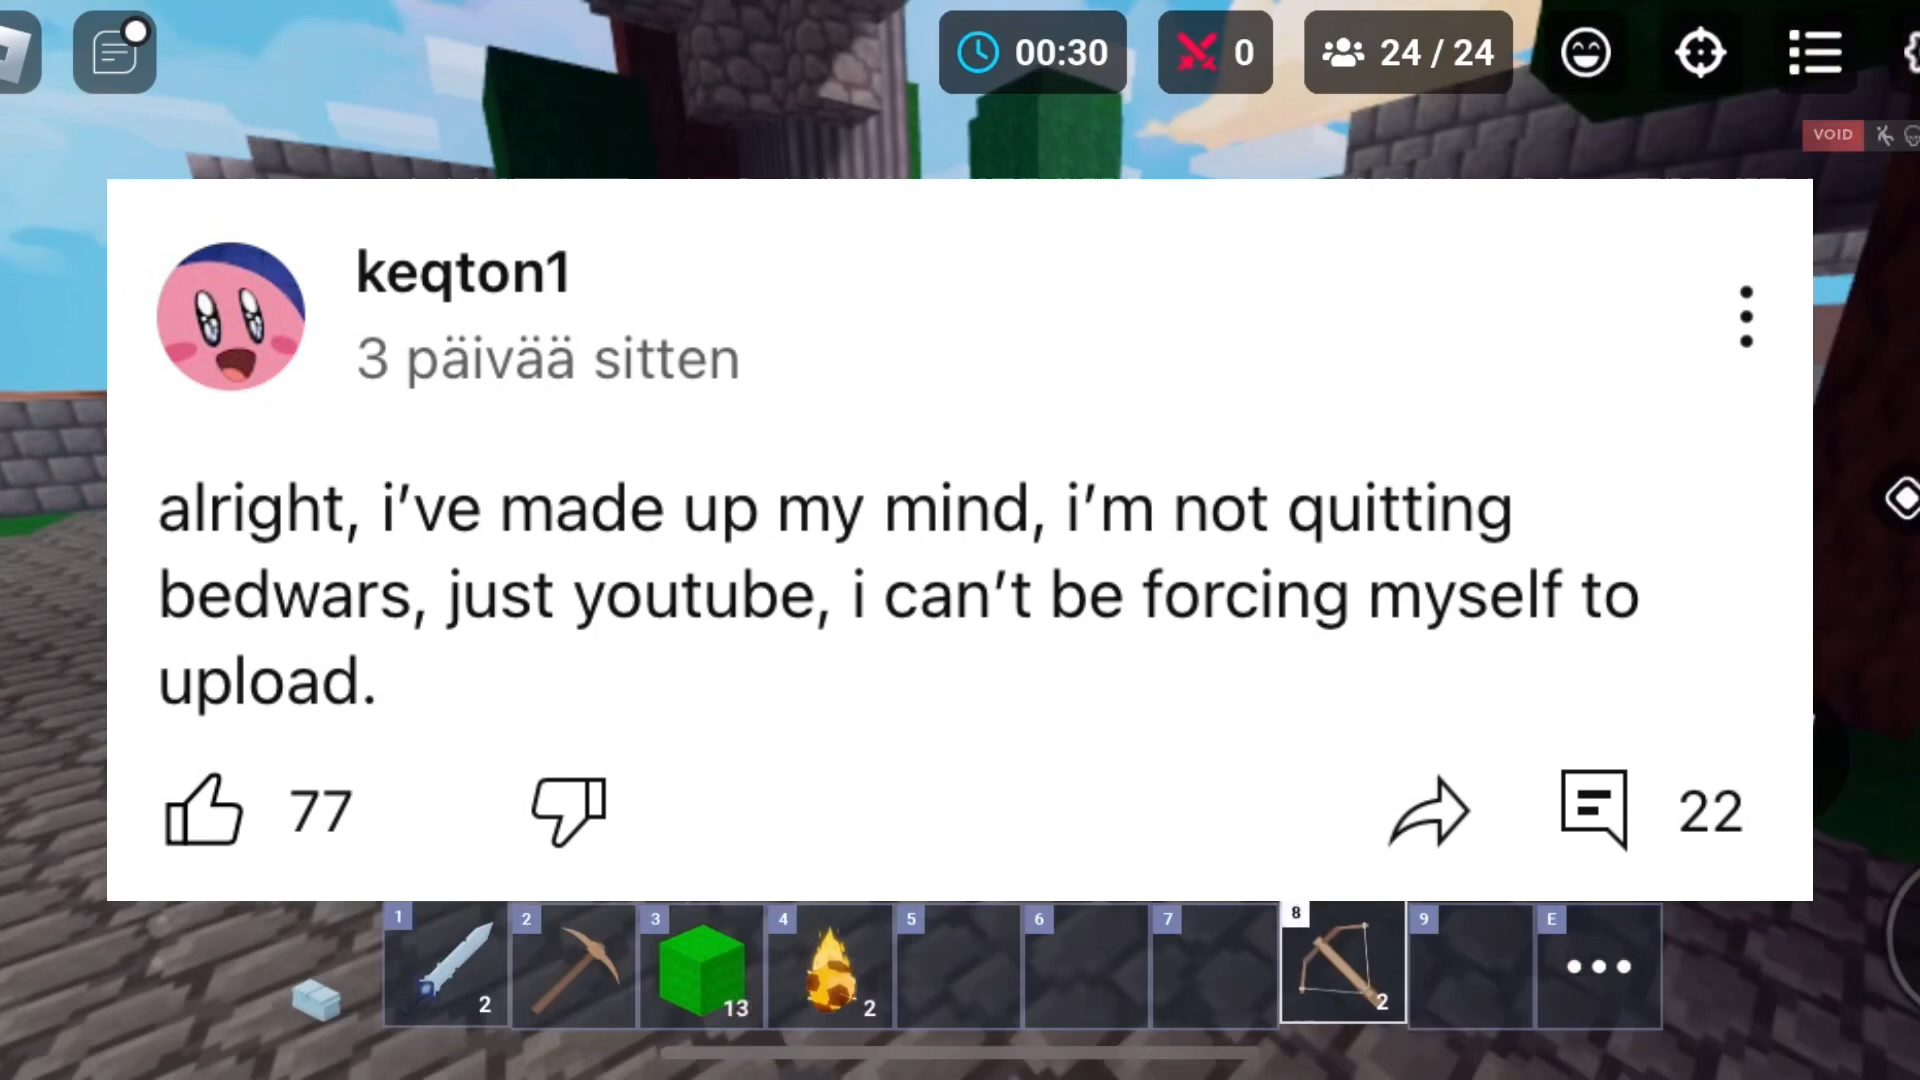 00:30
0
24 / 24
VOID
keqton1
3 päivää sitten
alright, i’ve made up my mind, i’m not quitting
bedwars, just youtube, i can’t be forcing myself to
upload.
77
22
1
2
3
4
5
6
7
8
9
E
2
13
2
2